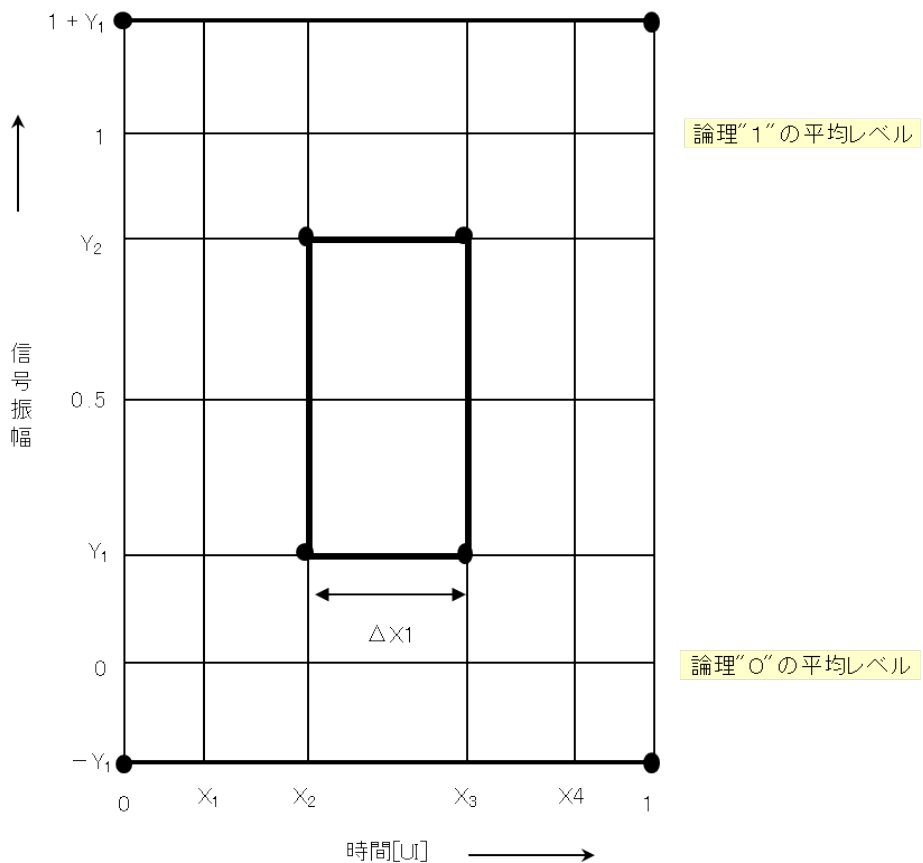 1 + Y₁
1
論理"1"の平均レベル
Y₂
信号振幅
0.5
Y₁
△X1
0
論理"0"の平均レベル
－Y₁
0 X₁ X₂ X₃ X4 1
時間[UI]